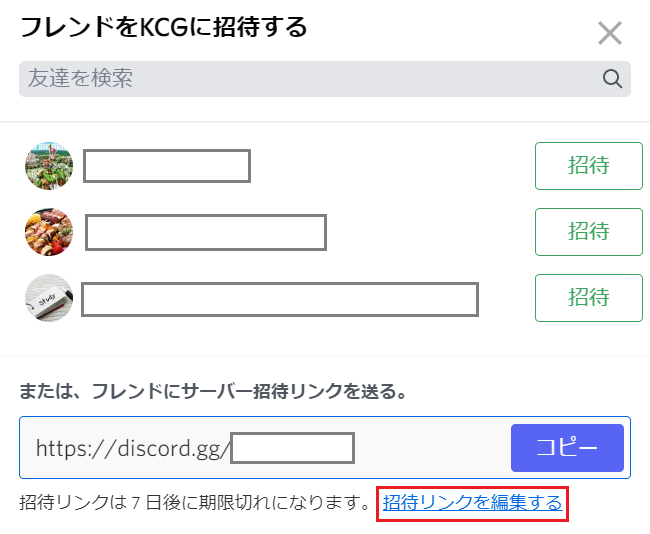 フレンドをKCGに招待する
友達を検索
招待
招待
Study
招待
または、フレンドにサーバー招待リンクを送る。
https://discord.gg/
コピー
招待リンクは7日後に期限切れになります。 招待リンクを編集する